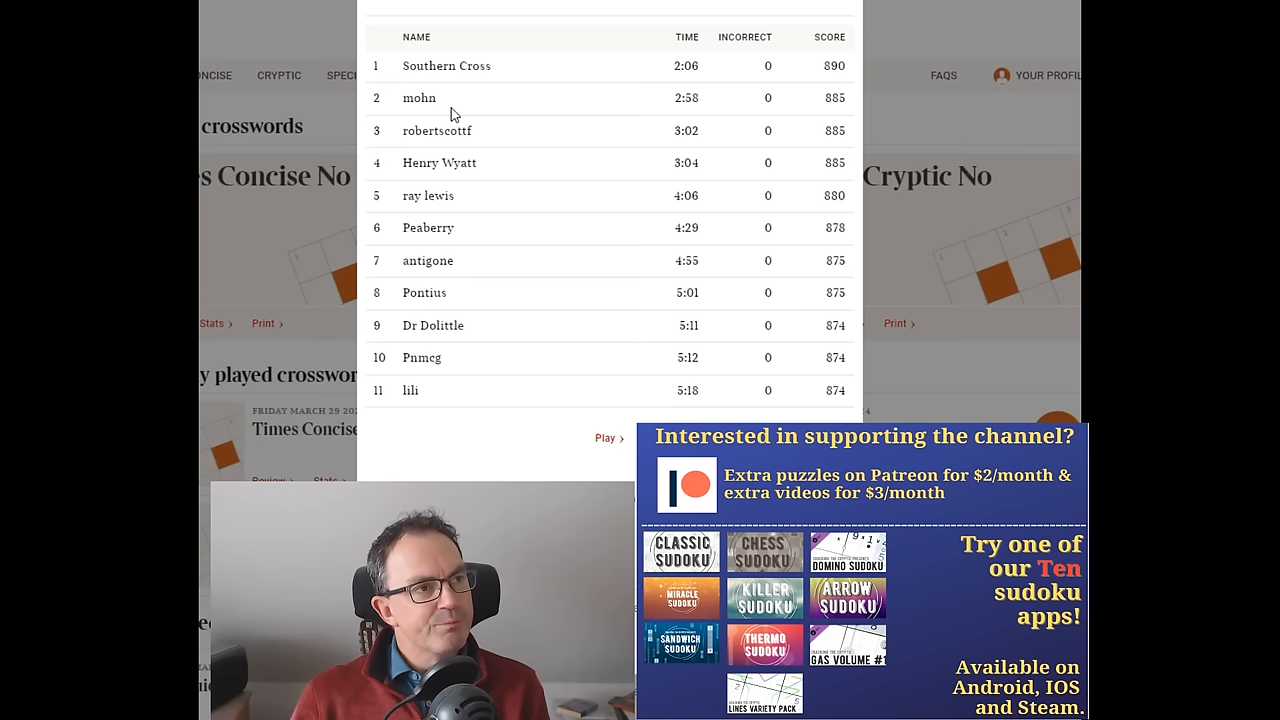 NAME TIME INCORRECT SCORE
1 Southern Cross 2:06 0 890
2 mohn 2:58 0 885
3 robertscottf 3:02 0 885
4 Henry Wyatt 3:04 0 885
5 ray lewis 4:06 0 880
6 Peaberry 4:29 0 878
7 antigone 4:55 0 875
8 Pontius 5:01 0 875
9 Dr Dolittle 5:11 0 874
10 Pnmcg 5:12 0 874
11 lili 5:18 0 874
Play ›
ONCISE CRYPTIC SPECI
FAQS YOUR PROFIL
crosswords
s Concise No
Cryptic No
Stats › Print ›
Print ›
y played crosswor
FRIDAY MARCH 29 202
Times Concise
Review › Stats ›
Interested in supporting the channel?
Extra puzzles on Patreon for $2/month &
extra videos for $3/month
CLASSIC
SUDOKU
CHESS
SUDOKU
DOMINO SUDOKU
MIRACLE
SUDOKU
KILLER
SUDOKU
ARROW
SUDOKU
SANDWICH
SUDOKU
THERMO
SUDOKU
GAS VOLUME #1
LINES VARIETY PACK
Try one of
our Ten
sudoku
apps!
Available on
Android, IOS
and Steam.